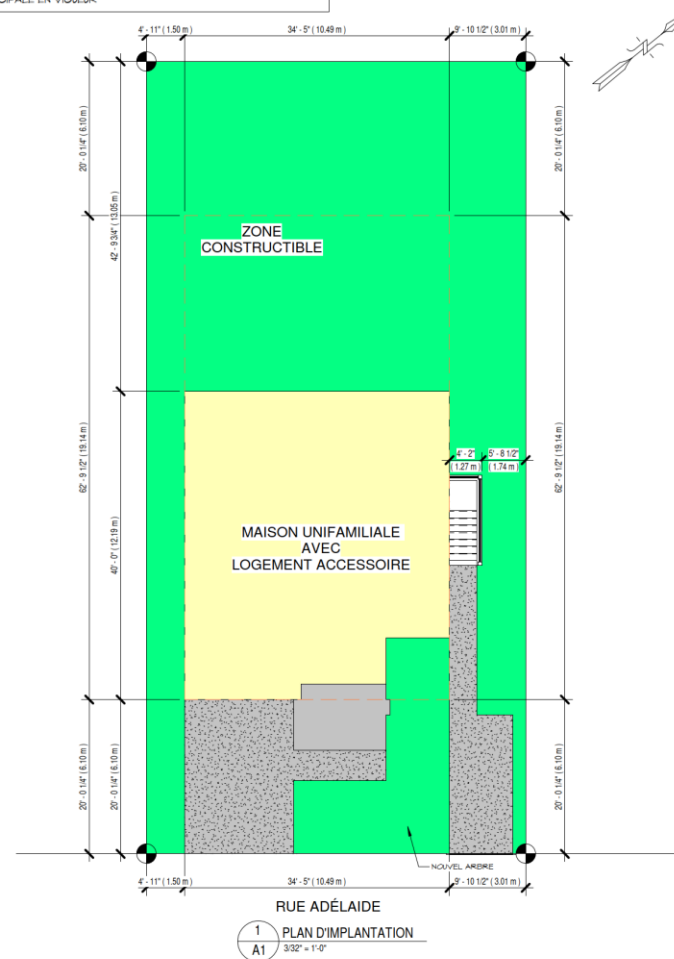 CIPALE EN VIGUEUR
4' - 11" ( 1.50 m )
34' - 5" ( 10.49 m )
9' - 10 1/2" ( 3.01 m )
20' - 0 1/4" ( 6.10 m )
42' - 9 3/4" ( 13.05 m )
20' - 0 1/4" ( 6.10 m )
ZONE
CONSTRUCTIBLE
62' - 9 1/2" ( 19.14 m )
40' - 0" ( 12.19 m )
4' - 2"
5' - 8 1/2"
( 1.27 m )
( 1.74 m )
62' - 9 1/2" ( 19.14 m )
MAISON UNIFAMILIALE
AVEC
LOGEMENT ACCESSOIRE
20' - 0 1/4" ( 6.10 m )
20' - 0 1/4" ( 6.10 m )
20' - 0 1/4" ( 6.10 m )
NOUVEL ARBRE
4' - 11" ( 1.50 m )
34' - 5" ( 10.49 m )
9' - 10 1/2" ( 3.01 m )
RUE ADÉLAIDE
1
PLAN D'IMPLANTATION
A1
3/32" = 1'-0"